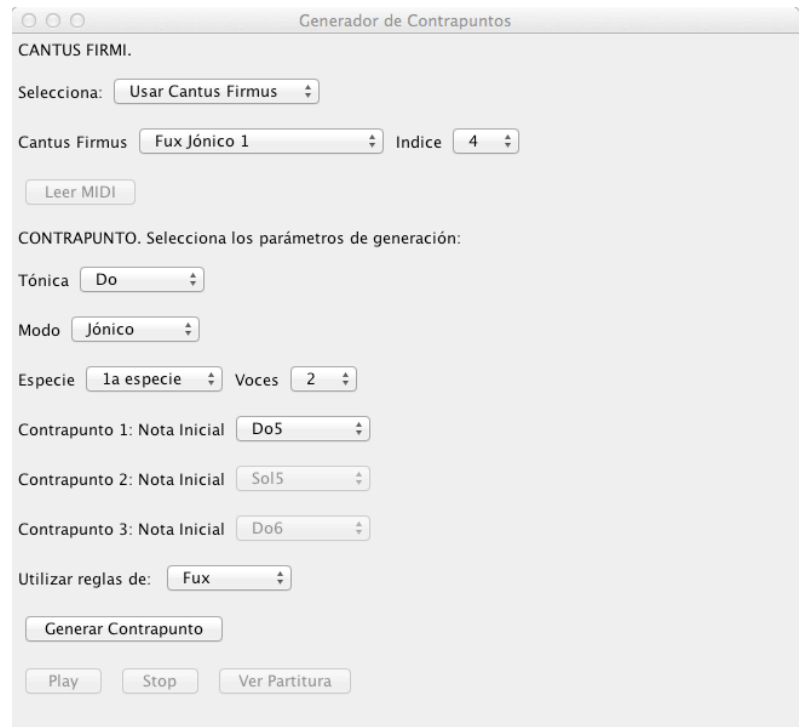 Generador de Contrapuntos
CANTUS FIRMI.
Selecciona: Usar Cantus Firmus
Cantus Firmus Fux Jónico 1 Indice 4
Leer MIDI
CONTRAPUNTO. Selecciona los parámetros de generación:
Tónica Do
Modo Jónico
Especie 1a especie Voces 2
Contrapunto 1: Nota Inicial Do5
Contrapunto 2: Nota Inicial Sol5
Contrapunto 3: Nota Inicial Do6
Utilizar reglas de: Fux
Generar Contrapunto
Play Stop Ver Partitura